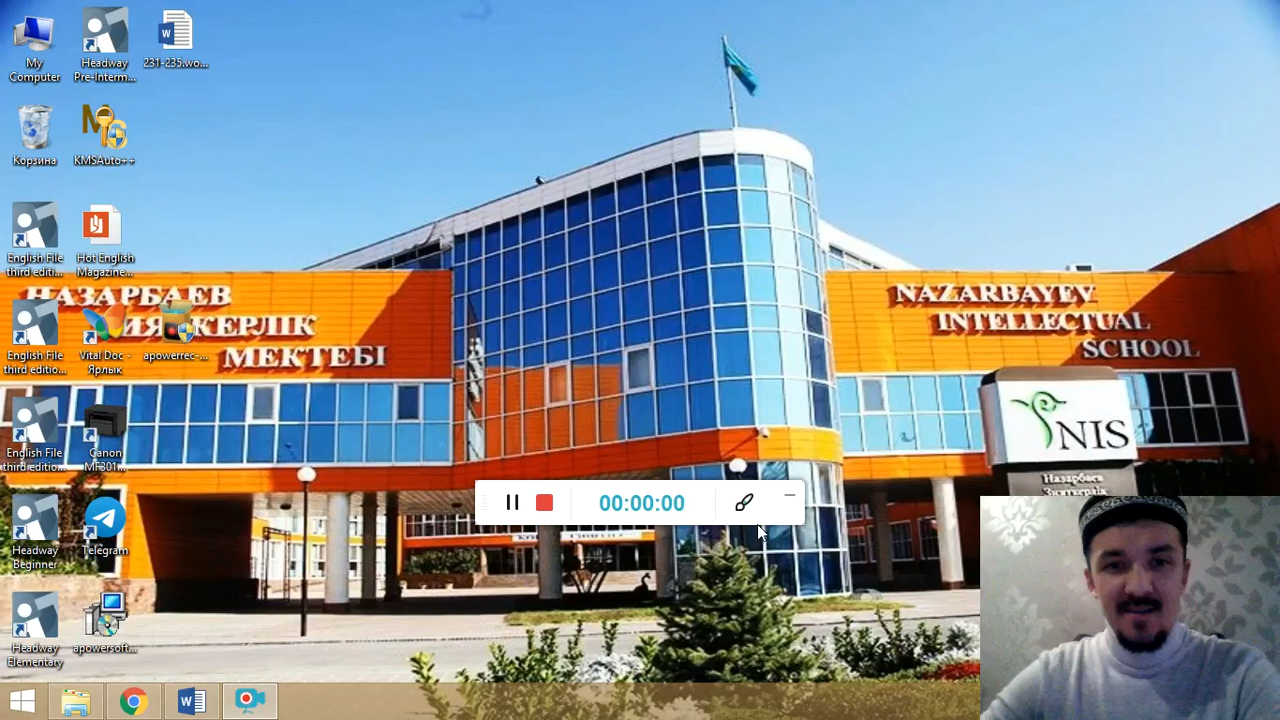 My
Computer
Headway
Pre-Interm...
231-235.wo...
Корзина
KMSAuto++
English File
third editi...
Hot English
Magazine...
English File
third editio...
Vital Doc -
Ярлык
apowerrec-...
English File
third editio...
Canon
MF301...
Headway
Beginner
Telegram
Headway
Elementary
apowersoft...
НАЗАРБАЕВ
КЕРЛІК
МЕКТЕБІ
NAZARBAYEV
INTELLECTUAL
SCHOOL
NIS
Назарбаев
Зияткерлік
00:00:00